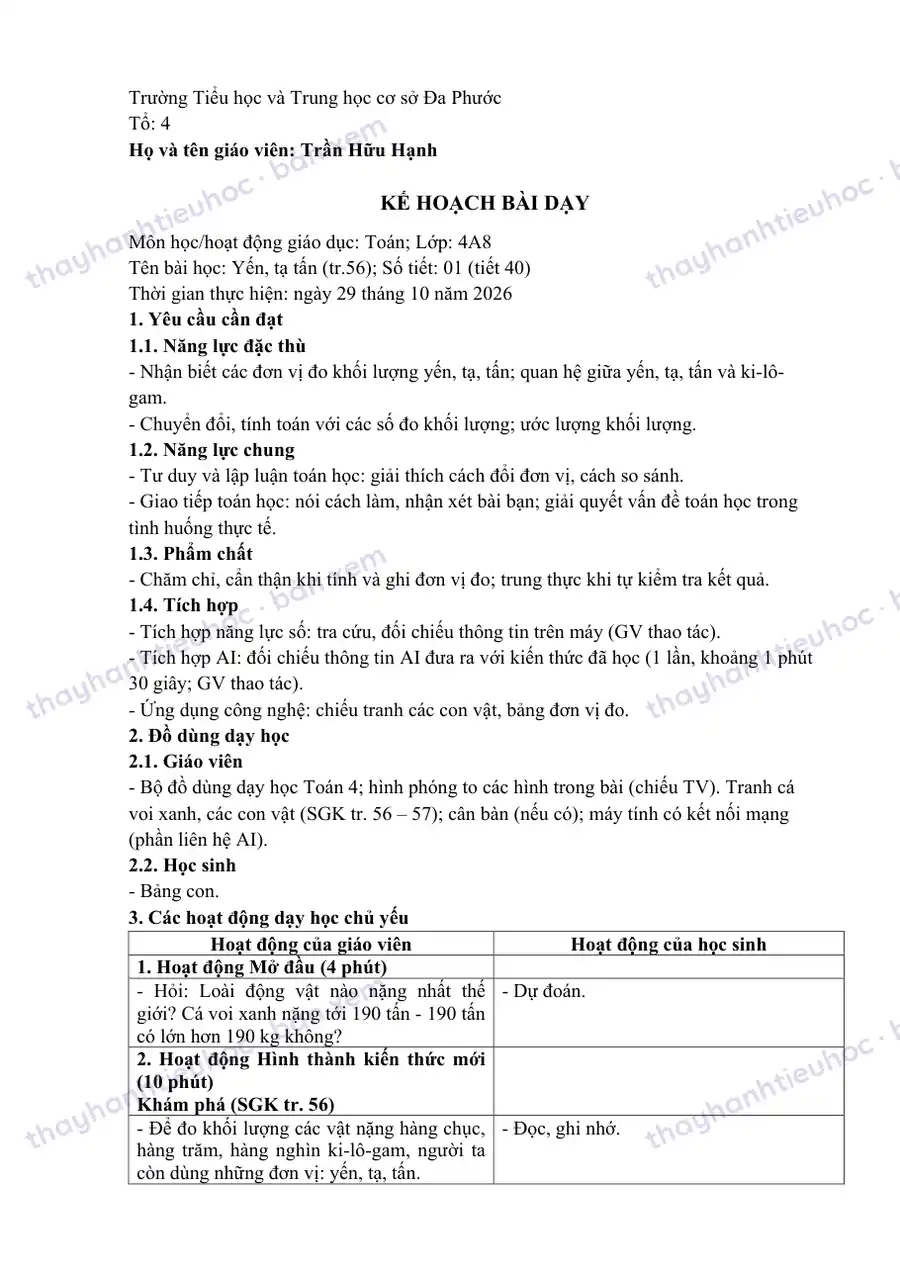 Trường Tiểu học và Trung học cơ sở Đa Phước
Tổ: 4
Họ và tên giáo viên: Trần Hữu Hạnh
KẾ HOẠCH BÀI DẠY
Môn học/hoạt động giáo dục: Toán; Lớp: 4A8
Tên bài học: Yến, tạ tấn (tr.56); Số tiết: 01 (tiết 40)
Thời gian thực hiện: ngày 29 tháng 10 năm 2026
1. Yêu cầu cần đạt
1.1. Năng lực đặc thù
- Nhận biết các đơn vị đo khối lượng yến, tạ, tấn; quan hệ giữa yến, tạ, tấn và ki-lô-
gam.
- Chuyển đổi, tính toán với các số đo khối lượng; ước lượng khối lượng.
1.2. Năng lực chung
- Tư duy và lập luận toán học: giải thích cách đổi đơn vị, cách so sánh.
- Giao tiếp toán học: nói cách làm, nhận xét bài bạn; giải quyết vấn đề toán học trong
tình huống thực tế.
1.3. Phẩm chất
- Chăm chỉ, cẩn thận khi tính và ghi đơn vị đo; trung thực khi tự kiểm tra kết quả.
1.4. Tích hợp
- Tích hợp năng lực số: tra cứu, đối chiếu thông tin trên máy (GV thao tác).
- Tích hợp AI: đối chiếu thông tin AI đưa ra với kiến thức đã học (1 lần, khoảng 1 phút
30 giây; GV thao tác).
- Ứng dụng công nghệ: chiếu tranh các con vật, bảng đơn vị đo.
2. Đồ dùng dạy học
2.1. Giáo viên
- Bộ đồ dùng dạy học Toán 4; hình phóng to các hình trong bài (chiếu TV). Tranh cá
voi xanh, các con vật (SGK tr. 56 – 57); cân bàn (nếu có); máy tính có kết nối mạng
(phần liên hệ AI).
2.2. Học sinh
- Bảng con.
3. Các hoạt động dạy học chủ yếu
Hoạt động của giáo viên
Hoạt động của học sinh
1. Hoạt động Mở đầu (4 phút)
- Hỏi: Loài động vật nào nặng nhất thế
giới? Cá voi xanh nặng tới 190 tấn - 190 tấn
có lớn hơn 190 kg không?
- Dự đoán.
2. Hoạt động Hình thành kiến thức mới
(10 phút)
Khám phá (SGK tr. 56)
- Để đo khối lượng các vật nặng hàng chục,
hàng trăm, hàng nghìn ki-lô-gam, người ta
còn dùng những đơn vị: yến, tạ, tấn.
- Đọc, ghi nhớ.
thayhanhtieuhoc · bản xem
thayhanhtieuhoc · b
thayhanhtieuhoc · bản xem
thayhanhtieuhoc · b
thayhanhtieuhoc · bản xem
thayhanhtieuhoc · b